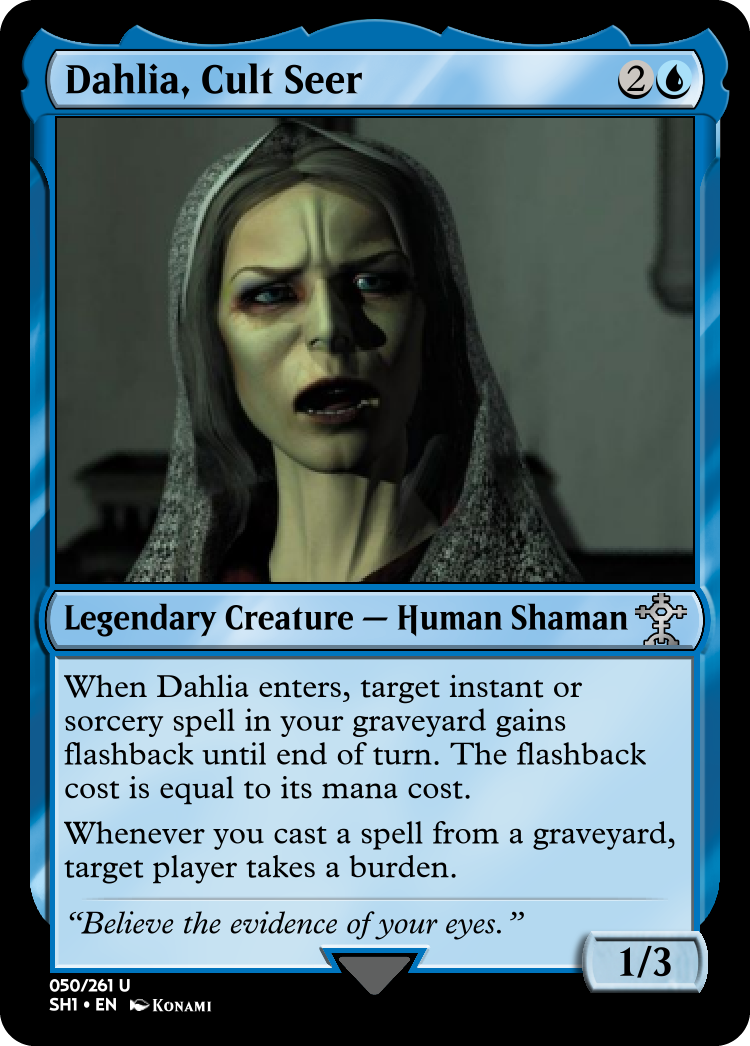 Dahlia, Cult Seer
2
Legendary Creature — Human Shaman
When Dahlia enters, target instant or
sorcery spell in your graveyard gains
flashback until end of turn. The flashback
cost is equal to its mana cost.
Whenever you cast a spell from a graveyard,
target player takes a burden.
“Believe the evidence of your eyes.”
1/3
050/261 U
SH1 • EN KONAMI